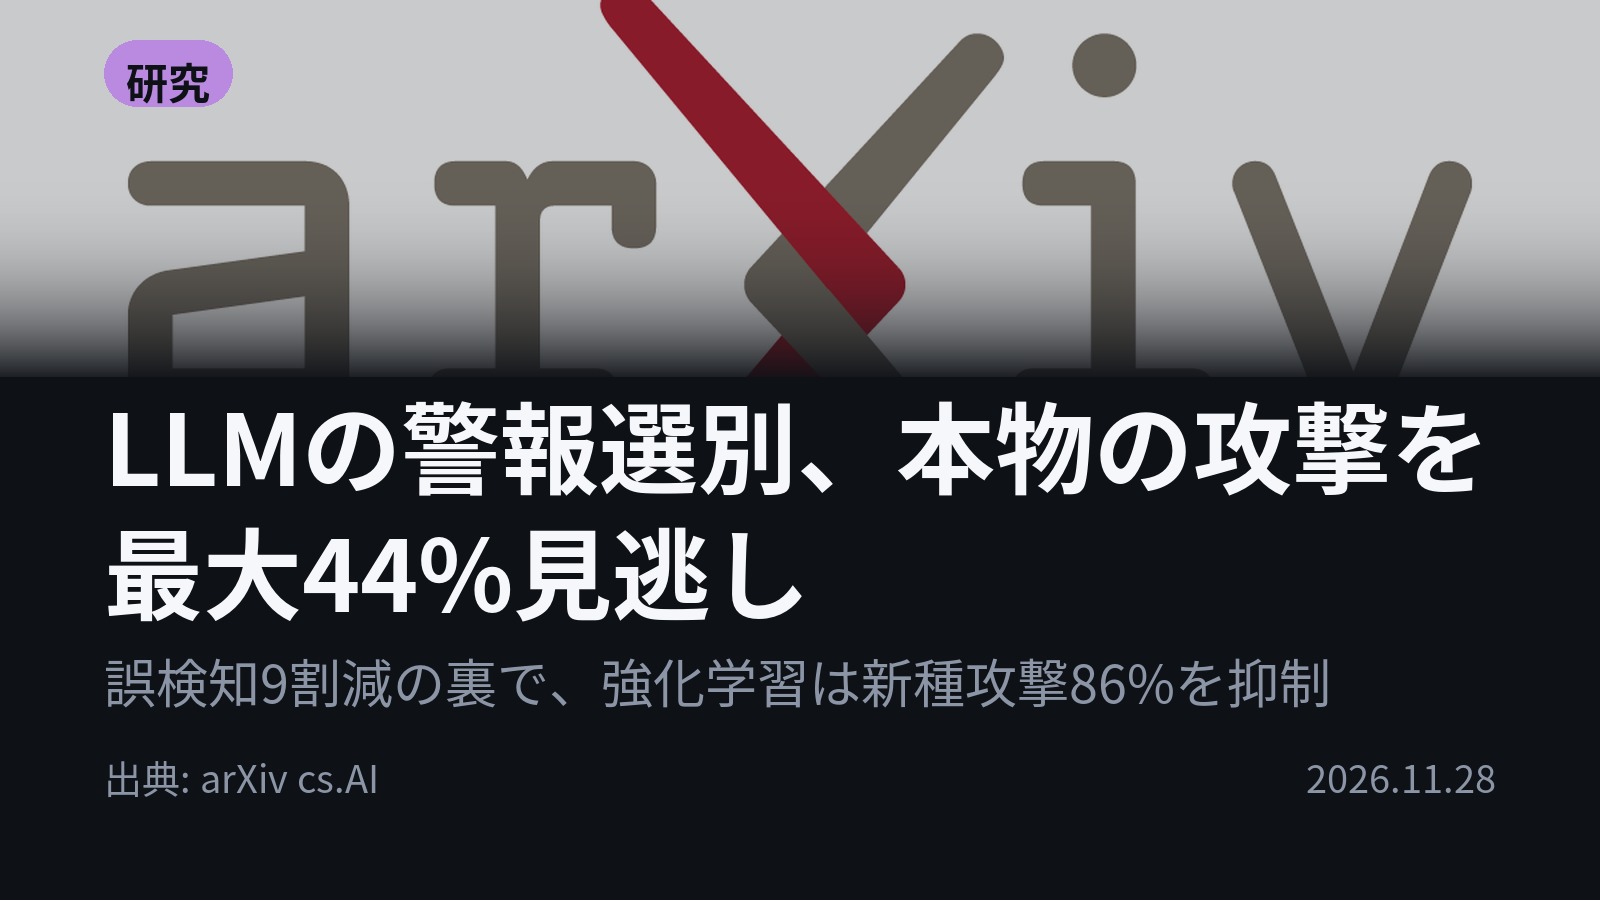 研究
arXiv
LLMの警報選別、本物の攻撃を
最大44%見逃し
誤検知9割減の裏で、強化学習は新種攻撃86%を抑制
出典: arXiv cs.AI
2026.11.28